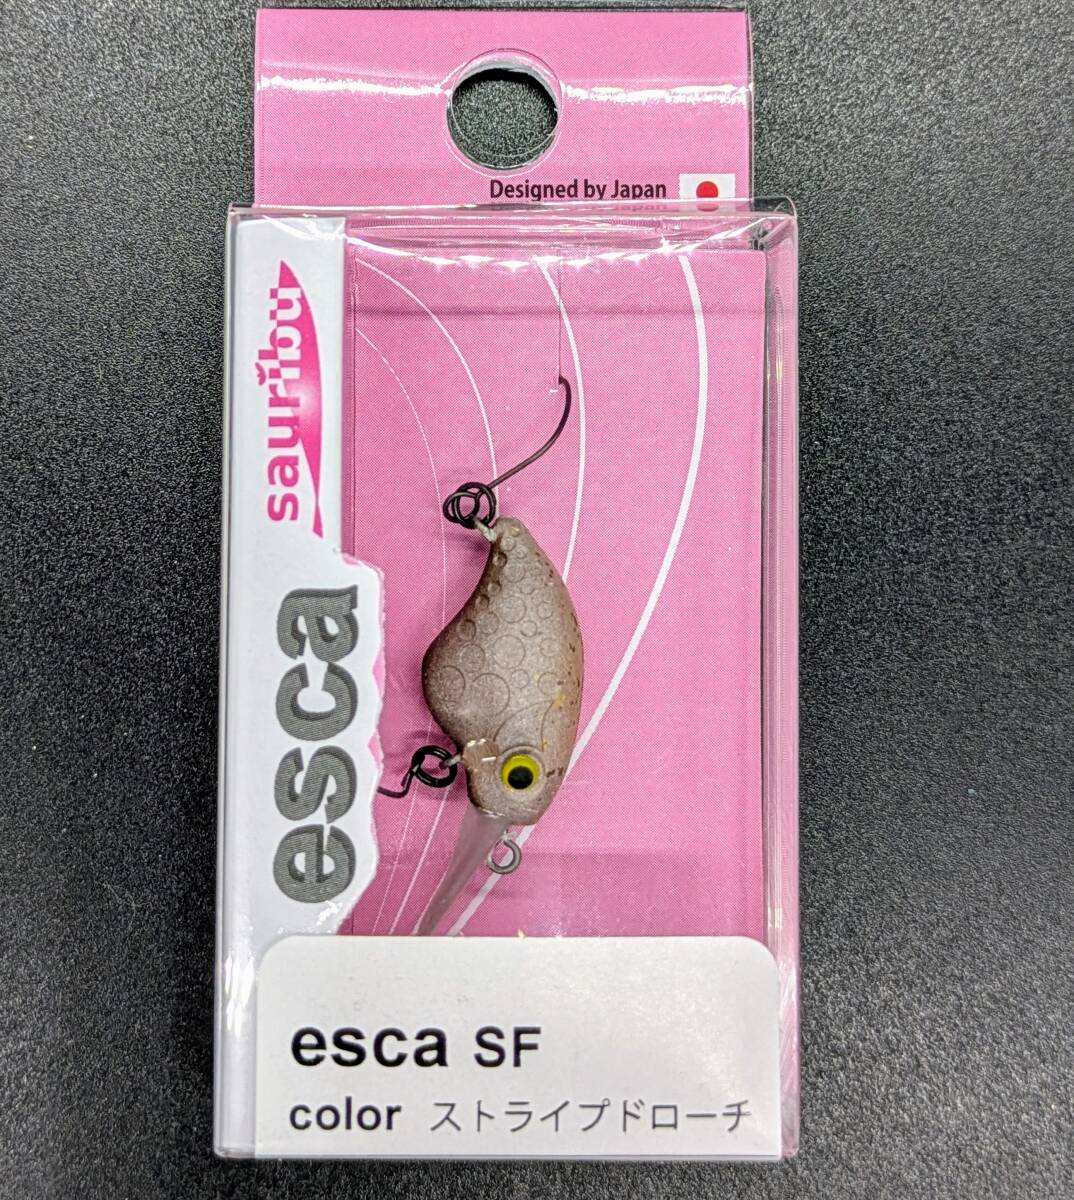 Designed by Japan
sauribu
esca
esca SF
color ストライプドローチ